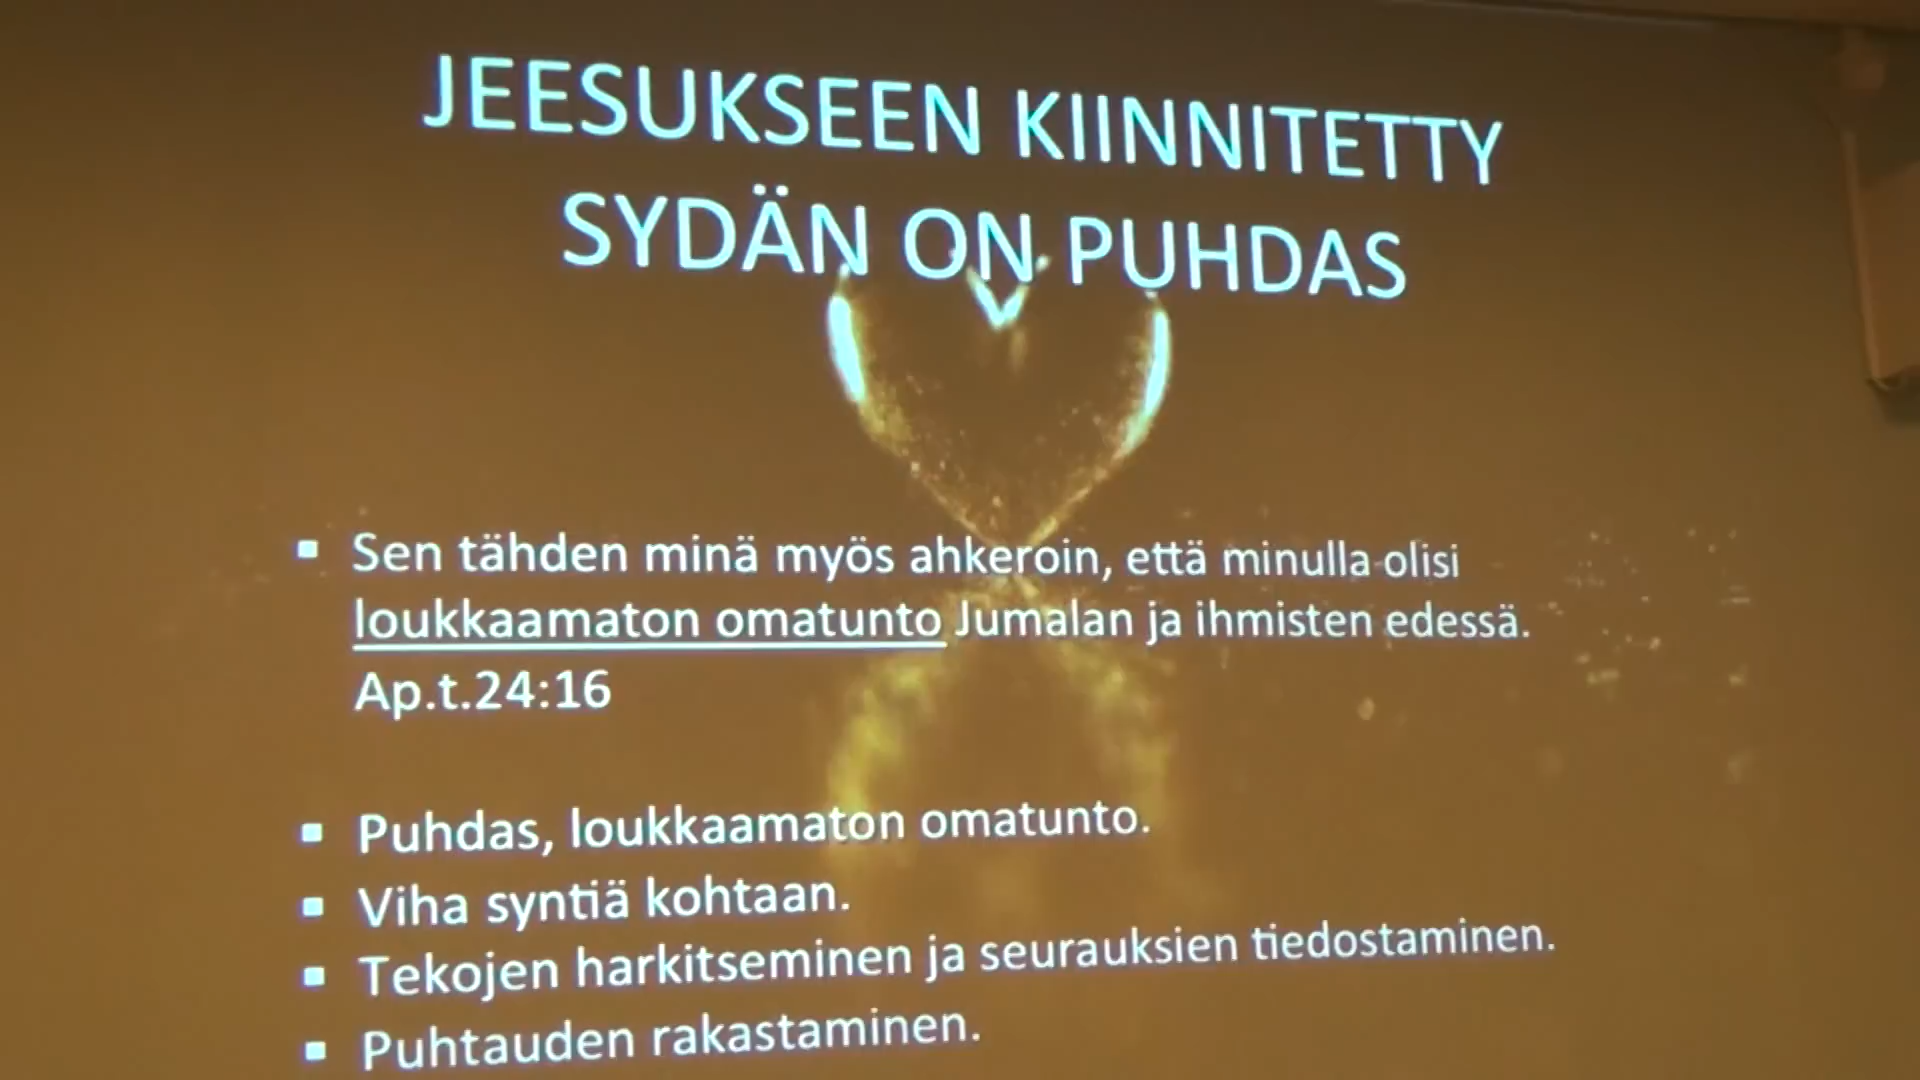 JEESUKSEEN KIINNITETTY
SYDÄN ON PUHDAS
▪ Sen tähden minä myös ahkeroin, että minulla olisi
loukkaamaton omatunto Jumalan ja ihmisten edessä.
Ap.t.24:16
▪ Puhdas, loukkaamaton omatunto.
▪ Viha syntiä kohtaan.
▪ Tekojen harkitseminen ja seurauksien tiedostaminen.
▪ Puhtauden rakastaminen.